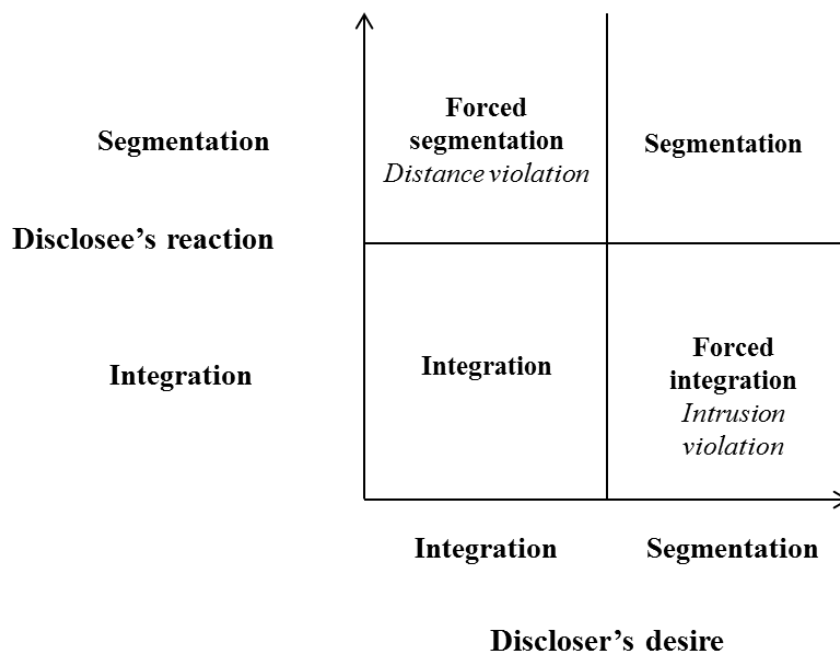 Forced
segmentation
Distance violation
Segmentation
Segmentation
Disclosee’s reaction
Integration
Integration
Forced
integration
Intrusion
violation
Integration
Segmentation
Discloser’s desire